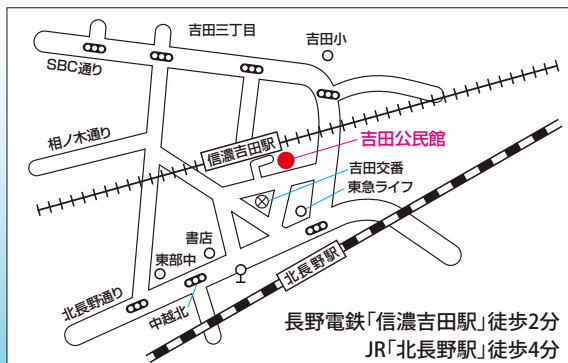 吉田三丁目
吉田小
SBC通り
相ノ木通り
信濃吉田駅
吉田公民館
吉田交番
東急ライフ
書店
東部中
北長野駅
北長野通り
中越北
長野電鉄「信濃吉田駅」徒歩2分
JR「北長野駅」徒歩4分